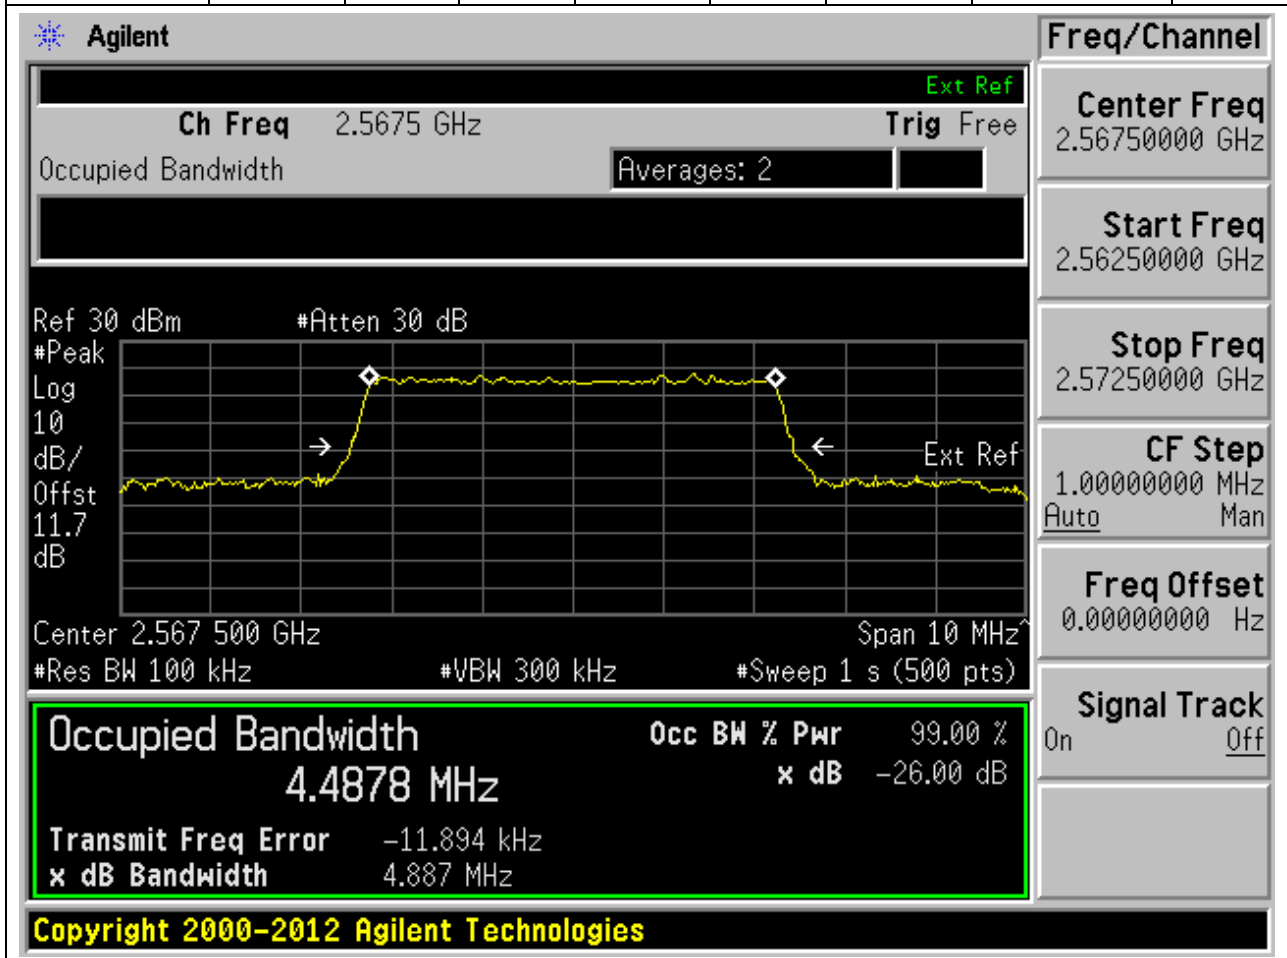 Agilent
Freq/Channel
Ext Ref
Ch Freq 2.5675 GHz Trig Free
Occupied Bandwidth Averages: 2
Center Freq
2.56750000 GHz
Start Freq
2.56250000 GHz
Stop Freq
2.57250000 GHz
CF Step
1.00000000 MHz
Auto Man
Freq Offset
0.00000000 Hz
Signal Track
On Off
Ref 30 dBm #Atten 30 dB
#Peak
Log
10
dB/
Offst
11.7
dB
Ext Ref
Center 2.567 500 GHz Span 10 MHz^
#Res BW 100 kHz #VBW 300 kHz #Sweep 1 s (500 pts)
Occupied Bandwidth Occ BW % Pwr 99.00 %
4.4878 MHz x dB -26.00 dB
Transmit Freq Error -11.894 kHz
x dB Bandwidth 4.887 MHz
Copyright 2000-2012 Agilent Technologies